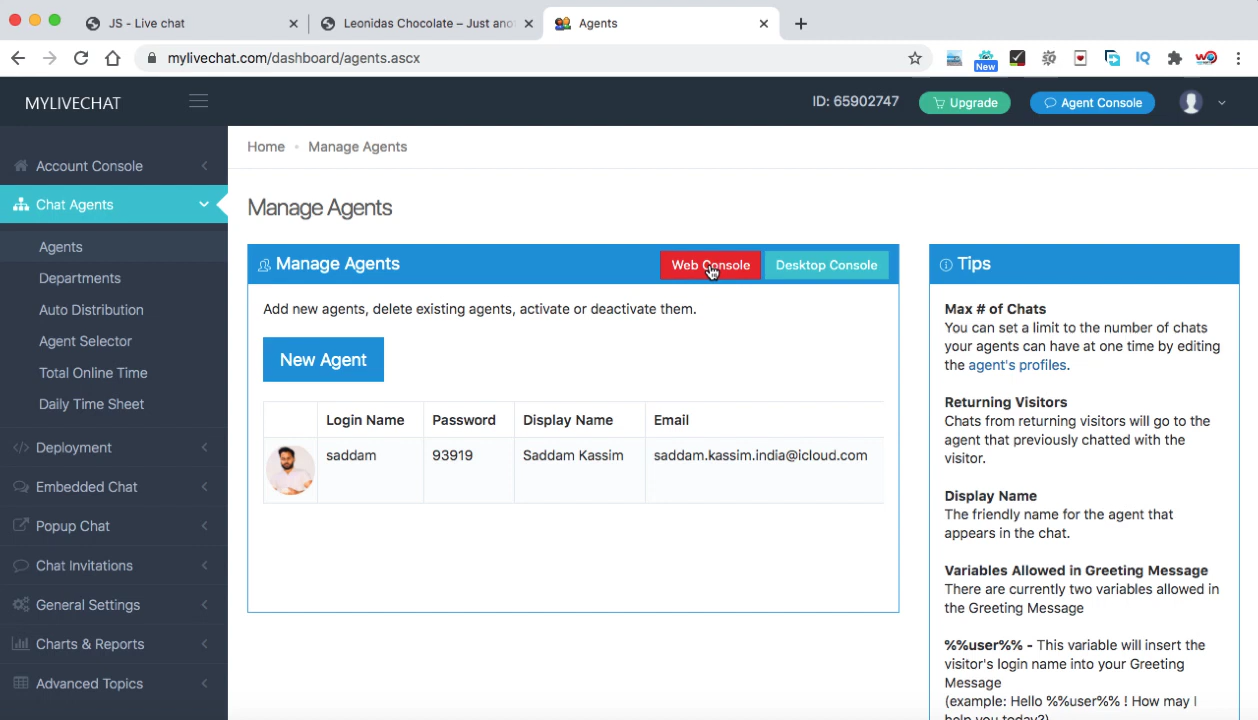 JS - Live chat
Leonidas Chocolate – Just ano
Agents
mylivechat.com/dashboard/agents.ascx
New
IQ
MYLIVECHAT
ID: 65902747
Upgrade
Agent Console
Account Console
Chat Agents
Agents
Departments
Auto Distribution
Agent Selector
Total Online Time
Daily Time Sheet
Deployment
Embedded Chat
Popup Chat
Chat Invitations
General Settings
Charts & Reports
Advanced Topics
Home • Manage Agents
Manage Agents
Manage Agents
Web Console
Desktop Console
Add new agents, delete existing agents, activate or deactivate them.
New Agent
Login Name Password Display Name Email
saddam 93919 Saddam Kassim saddam.kassim.india@icloud.com
Tips
Max # of Chats
You can set a limit to the number of chats
your agents can have at one time by editing
the agent's profiles.
Returning Visitors
Chats from returning visitors will go to the
agent that previously chatted with the
visitor.
Display Name
The friendly name for the agent that
appears in the chat.
Variables Allowed in Greeting Message
There are currently two variables allowed in
the Greeting Message
%%user%% - This variable will insert the
visitor's login name into your Greeting
Message
(example: Hello %%user%% ! How may I
help you today?)